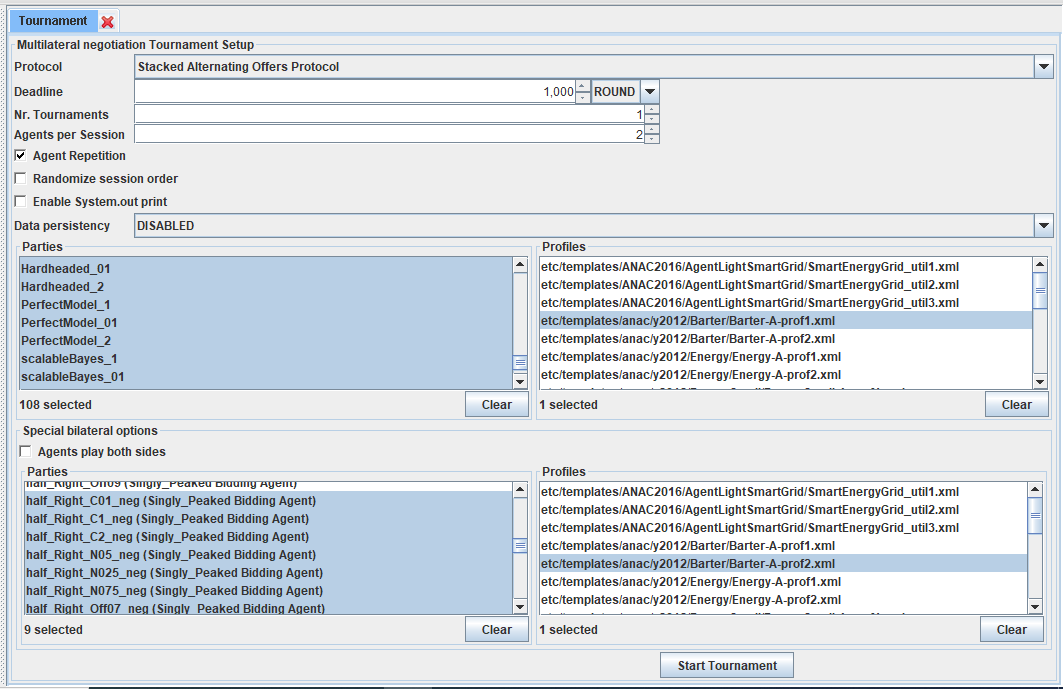 Tournament
Multilateral negotiation Tournament Setup
Protocol Stacked Alternating Offers Protocol
Deadline 1,000 ROUND
Nr. Tournaments 1
Agents per Session 2
Agent Repetition
Randomize session order
Enable System.out print
Data persistency DISABLED
Parties
Hardheaded_01
Hardheaded_2
PerfectModel_1
PerfectModel_01
PerfectModel_2
scalableBayes_1
scalableBayes_01
108 selected Clear
Profiles
etc/templates/ANAC2016/AgentLightSmartGrid/SmartEnergyGrid_util1.xml
etc/templates/ANAC2016/AgentLightSmartGrid/SmartEnergyGrid_util2.xml
etc/templates/ANAC2016/AgentLightSmartGrid/SmartEnergyGrid_util3.xml
etc/templates/anac/y2012/Barter/Barter-A-prof1.xml
etc/templates/anac/y2012/Barter/Barter-A-prof2.xml
etc/templates/anac/y2012/Energy/Energy-A-prof1.xml
etc/templates/anac/y2012/Energy/Energy-A-prof2.xml
1 selected Clear
Special bilateral options
Agents play both sides
Parties
half_Right_Off09 (Singly_Peaked Bidding Agent)
half_Right_C01_neg (Singly_Peaked Bidding Agent)
half_Right_C1_neg (Singly_Peaked Bidding Agent)
half_Right_C2_neg (Singly_Peaked Bidding Agent)
half_Right_N05_neg (Singly_Peaked Bidding Agent)
half_Right_N025_neg (Singly_Peaked Bidding Agent)
half_Right_N075_neg (Singly_Peaked Bidding Agent)
half_Right_Off07_neg (Singly_Peaked Bidding Agent)
9 selected Clear
Profiles
etc/templates/ANAC2016/AgentLightSmartGrid/SmartEnergyGrid_util1.xml
etc/templates/ANAC2016/AgentLightSmartGrid/SmartEnergyGrid_util2.xml
etc/templates/ANAC2016/AgentLightSmartGrid/SmartEnergyGrid_util3.xml
etc/templates/anac/y2012/Barter/Barter-A-prof1.xml
etc/templates/anac/y2012/Barter/Barter-A-prof2.xml
etc/templates/anac/y2012/Energy/Energy-A-prof1.xml
etc/templates/anac/y2012/Energy/Energy-A-prof2.xml
1 selected Clear
Start Tournament